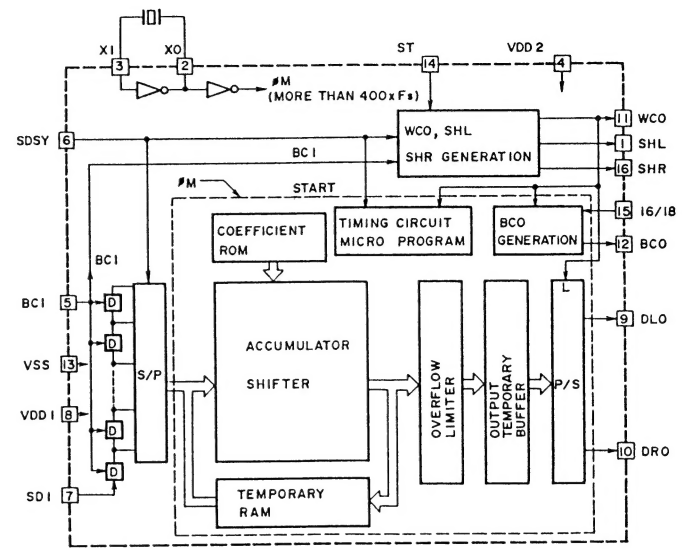 X1 XO ST VDD 2
3 2 14 4
øM
(MORE THAN 400xFs)
11 WCO
WCO, SHL
SHR GENERATION
SDSY 6
1 SHL
BC1
16 SHR
øM
START
COEFFICIENT
ROM
TIMING CIRCUIT
MICRO PROGRAM
BCO
GENERATION
15 16/18
12 BCO
BC1
BC1 5
D
L
9 DLO
D
VSS 13
S/P
ACCUMULATOR
SHIFTER
OVERFLOW
LIMITER
OUTPUT
TEMPORARY
BUFFER
P/S
VDD 1 8
D
D
10 DRO
SD1 7
TEMPORARY
RAM